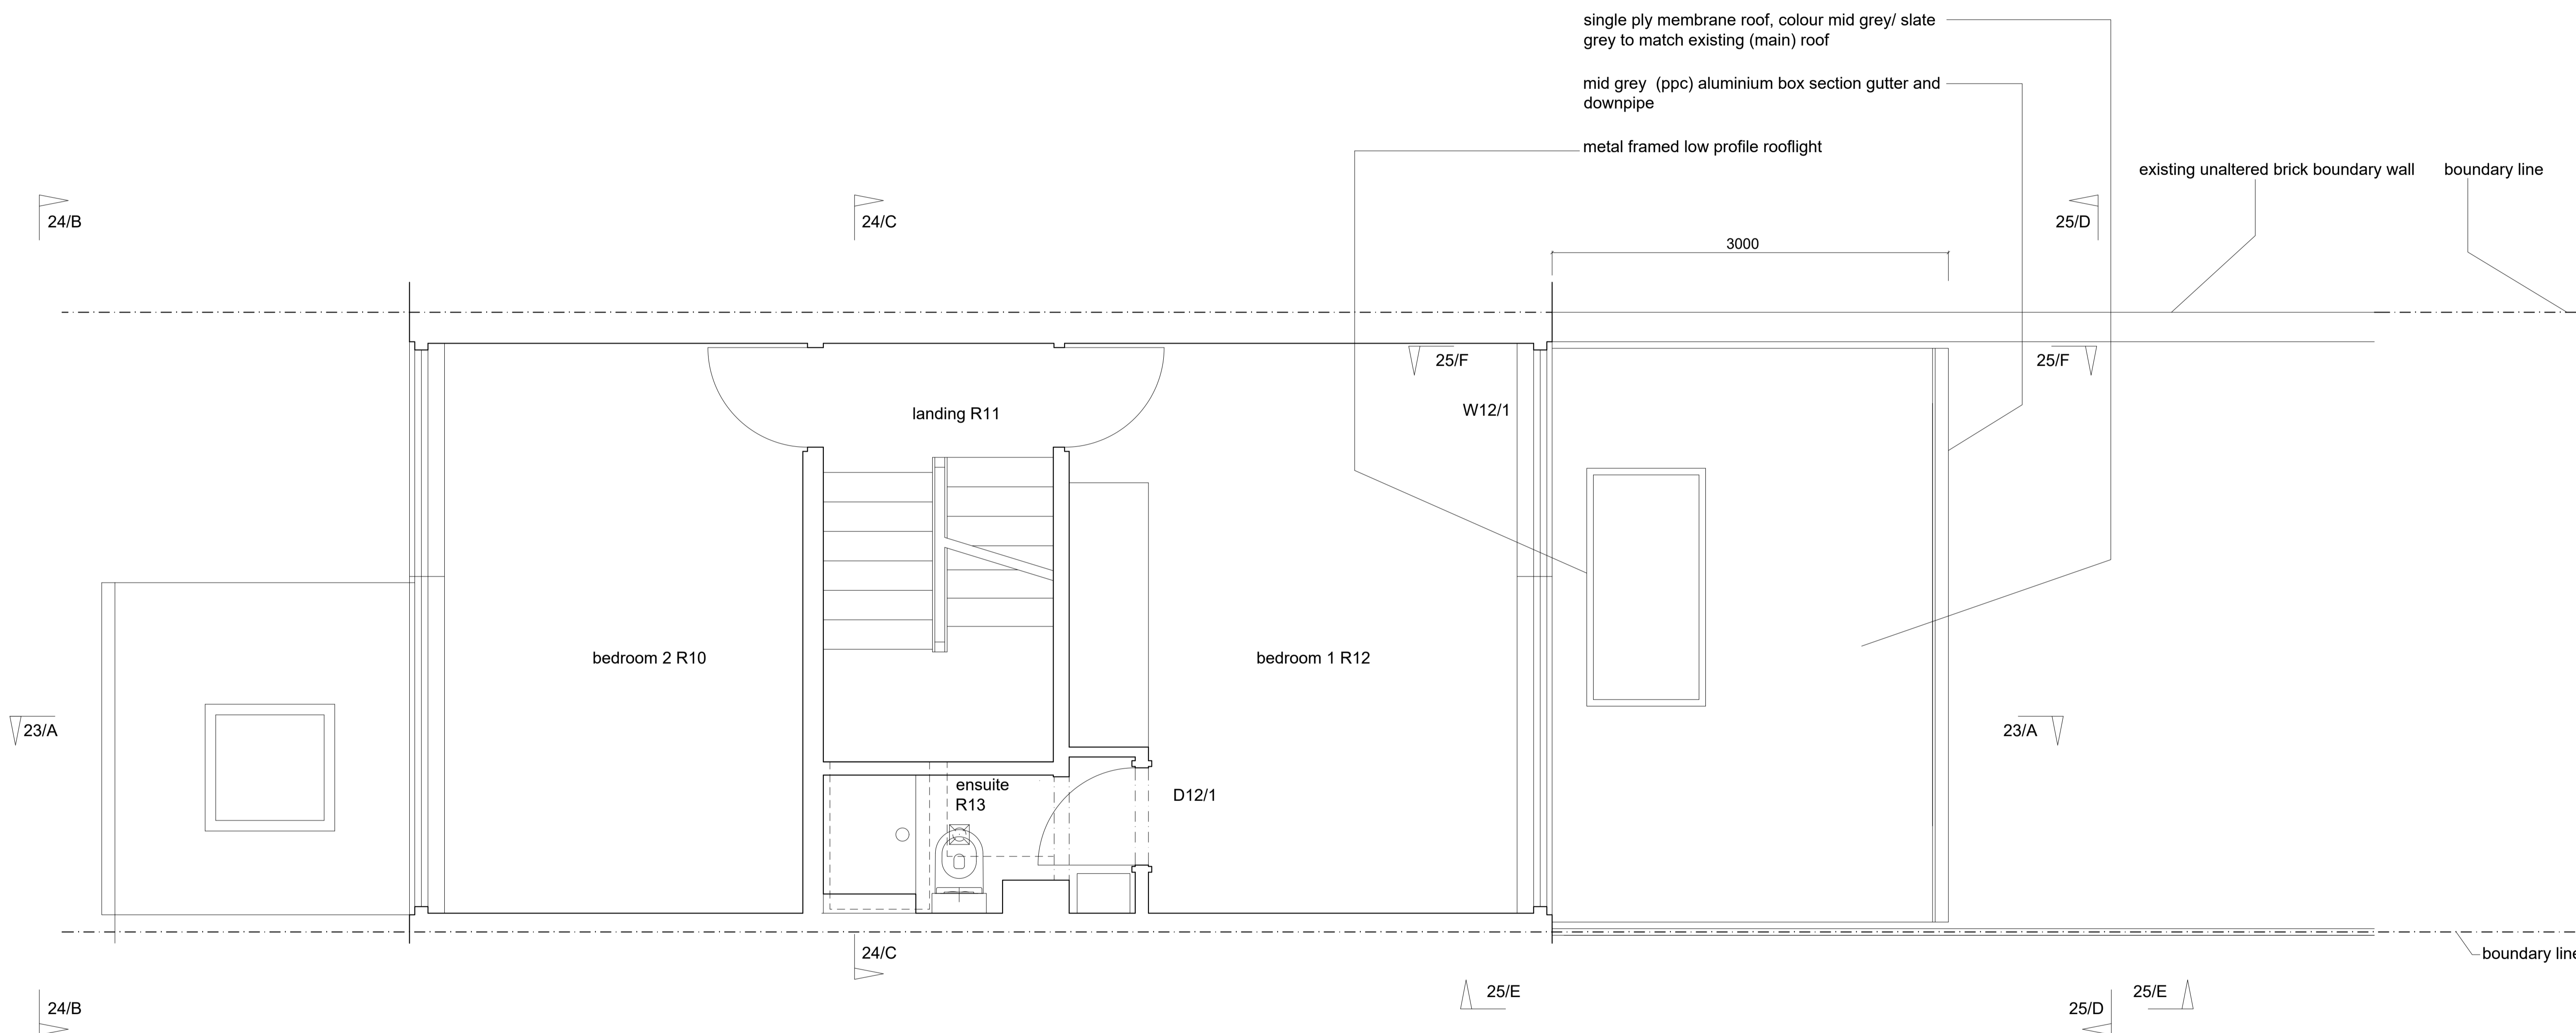 single ply membrane roof, colour mid grey/ slate
grey to match existing (main) roof
mid grey  (ppc) aluminium box section gutter and
downpipe
metal framed low profile rooflight
existing unaltered brick boundary wall
boundary line
24/B
24/C
25/D
3000
25/F
25/F
landing R11
W12/1
bedroom 2 R10
bedroom 1 R12
23/A
23/A
ensuite
R13
D12/1
24/C
boundary line
24/B
25/E
25/D
25/E